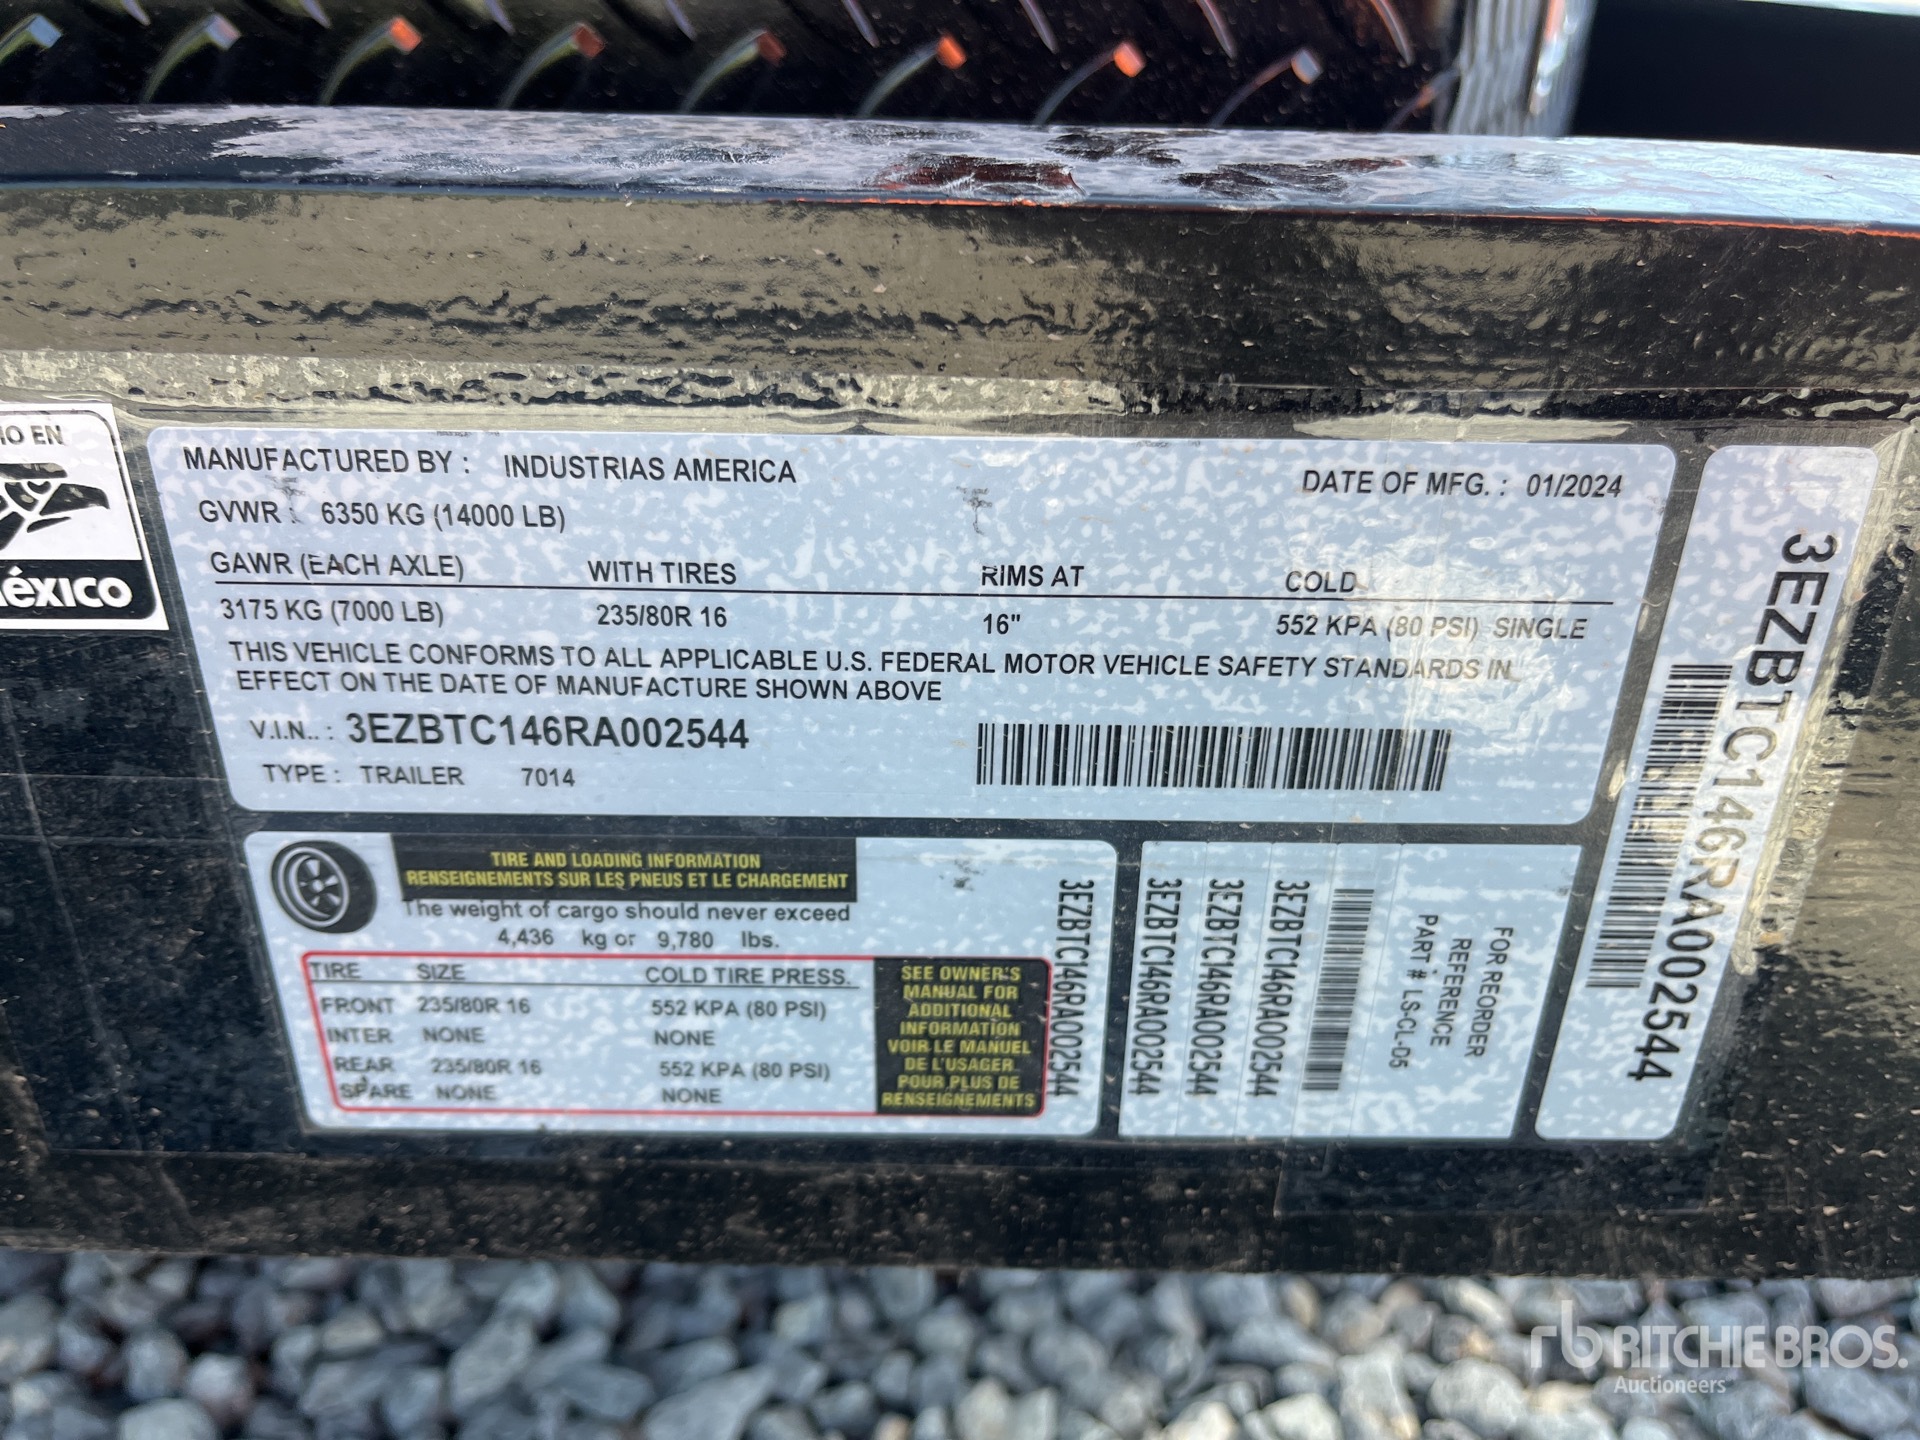 EN
éxico
MANUFACTURED BY : INDUSTRIAS AMERICA
DATE OF MFG. : 01/2024
GVWR : 6350 KG (14000 LB)
GAWR (EACH AXLE) WITH TIRES RIMS AT COLD
3175 KG (7000 LB) 235/80R 16 16" 552 KPA (80 PSI) SINGLE
THIS VEHICLE CONFORMS TO ALL APPLICABLE U.S. FEDERAL MOTOR VEHICLE SAFETY STANDARDS IN
EFFECT ON THE DATE OF MANUFACTURE SHOWN ABOVE
V.I.N.. : 3EZBTC146RA002544
TYPE : TRAILER 7014
TIRE AND LOADING INFORMATION
RENSEIGNEMENTS SUR LES PNEUS ET LE CHARGEMENT
The weight of cargo should never exceed
4,436 kg or 9,780 lbs.
TIRE SIZE COLD TIRE PRESS.
FRONT 235/80R 16 552 KPA (80 PSI)
INTER NONE NONE
REAR 235/80R 16 552 KPA (80 PSI)
SPARE NONE NONE
SEE OWNER'S
MANUAL FOR
ADDITIONAL
INFORMATION
VOIR LE MANUEL
DE L'USAGER
POUR PLUS DE
RENSEIGNEMENTS
3EZBTC146RA002544
3EZBTC146RA002544
3EZBTC146RA002544
3EZBTC146RA002544
FOR REORDER
REFERENCE
PART # LS-CL-D5
3EZBTC146RA002544
rb RITCHIE BROS.
Auctioneers